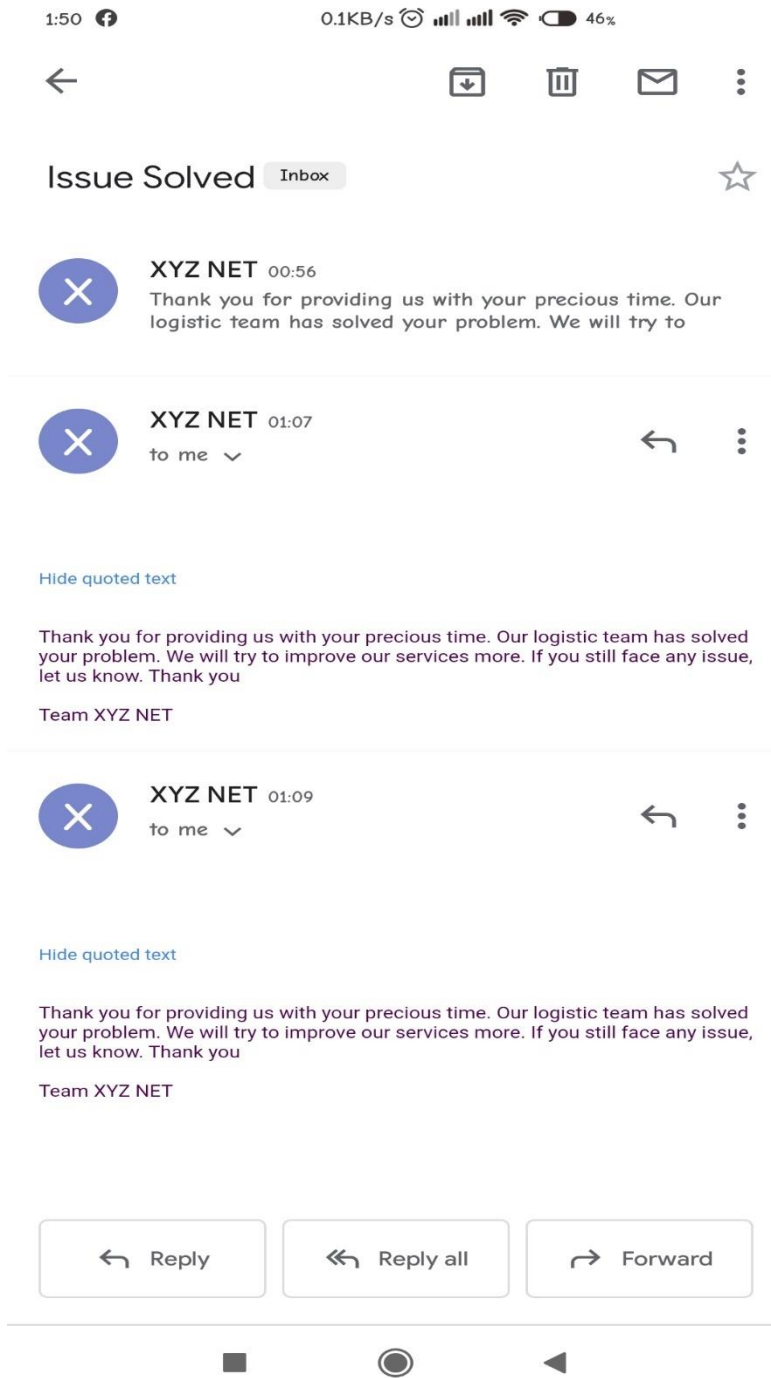 1:50 0.1KB/s 46%
Issue Solved Inbox
XYZ NET 00:56
Thank you for providing us with your precious time. Our
logistic team has solved your problem. We will try to
XYZ NET 01:07
to me
Hide quoted text
Thank you for providing us with your precious time. Our logistic team has solved
your problem. We will try to improve our services more. If you still face any issue,
let us know. Thank you
Team XYZ NET
XYZ NET 01:09
to me
Hide quoted text
Thank you for providing us with your precious time. Our logistic team has solved
your problem. We will try to improve our services more. If you still face any issue,
let us know. Thank you
Team XYZ NET
Reply Reply all Forward